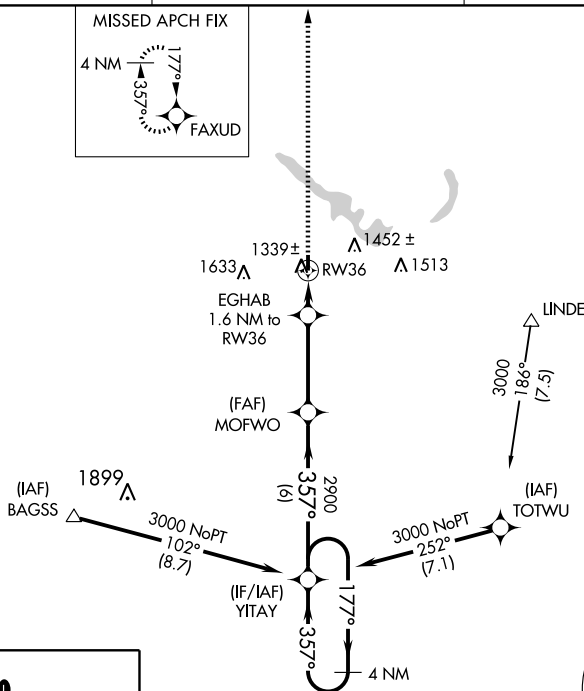 MISSED APCH FIX
4 NM
177°
357°
FAXUD
1339 ±
1452 ±
1633
RW36
1513
EGHAB
1.6 NM to
RW36
LINDE
3000
186°
(7.5)
(FAF)
MOFWO
2900
357°
(6)
(IAF)
BAGSS
1899
3000 NoPT
102°
(8.7)
(IAF)
TOTWU
3000 NoPT
252°
(7.1)
(IF/IAF)
YITAY
177°
357°
4 NM